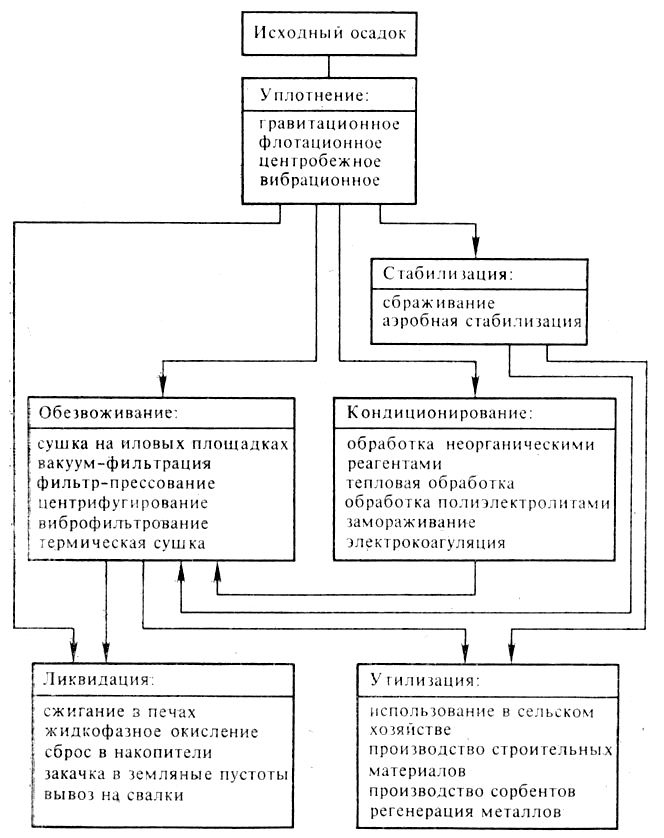 Исходный осадок
Уплотнение:
гравитационное
флотационное
центробежное
вибрационное
Стабилизация:
сбраживание
аэробная стабилизация
Обезвоживание:
сушка на иловых площадках
вакуум-фильтрация
фильтр-прессование
центрифугирование
виброфильтрование
термическая сушка
Кондиционирование:
обработка неорганическими
реагентами
тепловая обработка
обработка полиэлектролитами
замораживание
электрокоагуляция
Ликвидация:
сжигание в печах
жидкофазное окисление
сброс в накопители
закачка в земляные пустоты
вывоз на свалки
Утилизация:
использование в сельском
хозяйстве
производство строительных
материалов
производство сорбентов
регенерация металлов